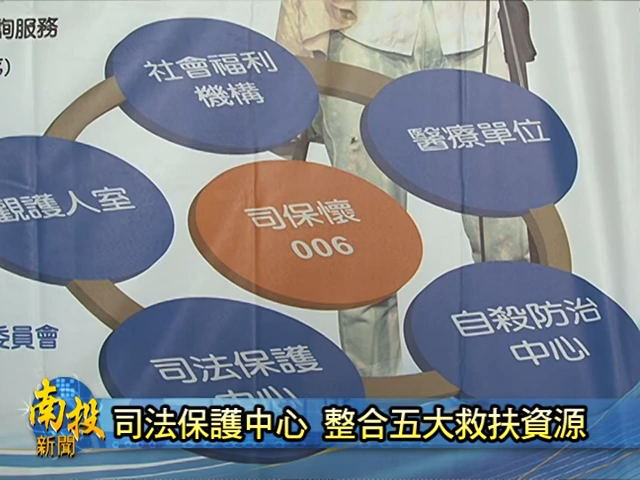 詢服務
社會福利
機構
醫療單位
觀護人室
司保懷
006
自殺防治
中心
委員會
司法保護
中心
南投
新聞
司法保護中心 整合五大救扶資源